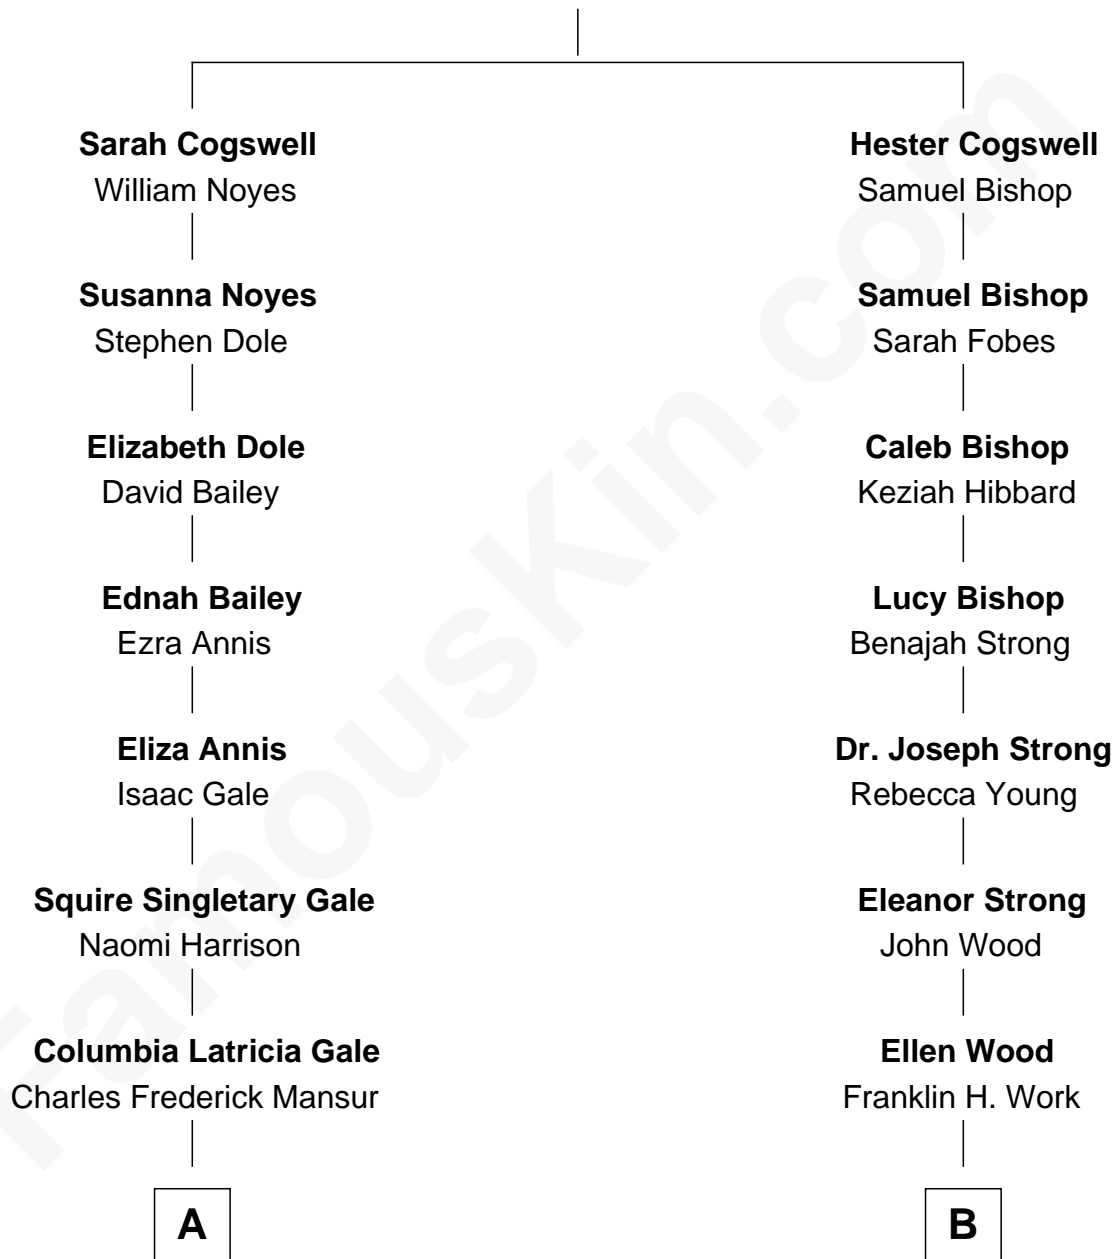 Sarah Cogswell
William Noyes
Hester Cogswell
Samuel Bishop
Susanna Noyes
Stephen Dole
Samuel Bishop
Sarah Fobes
Elizabeth Dole
David Bailey
Caleb Bishop
Keziah Hibbard
Ednah Bailey
Ezra Annis
Lucy Bishop
Benajah Strong
Eliza Annis
Isaac Gale
Dr. Joseph Strong
Rebecca Young
Squire Singletary Gale
Naomi Harrison
Eleanor Strong
John Wood
Columbia Latricia Gale
Charles Frederick Mansur
Ellen Wood
Franklin H. Work
A
B
FamousKin.com